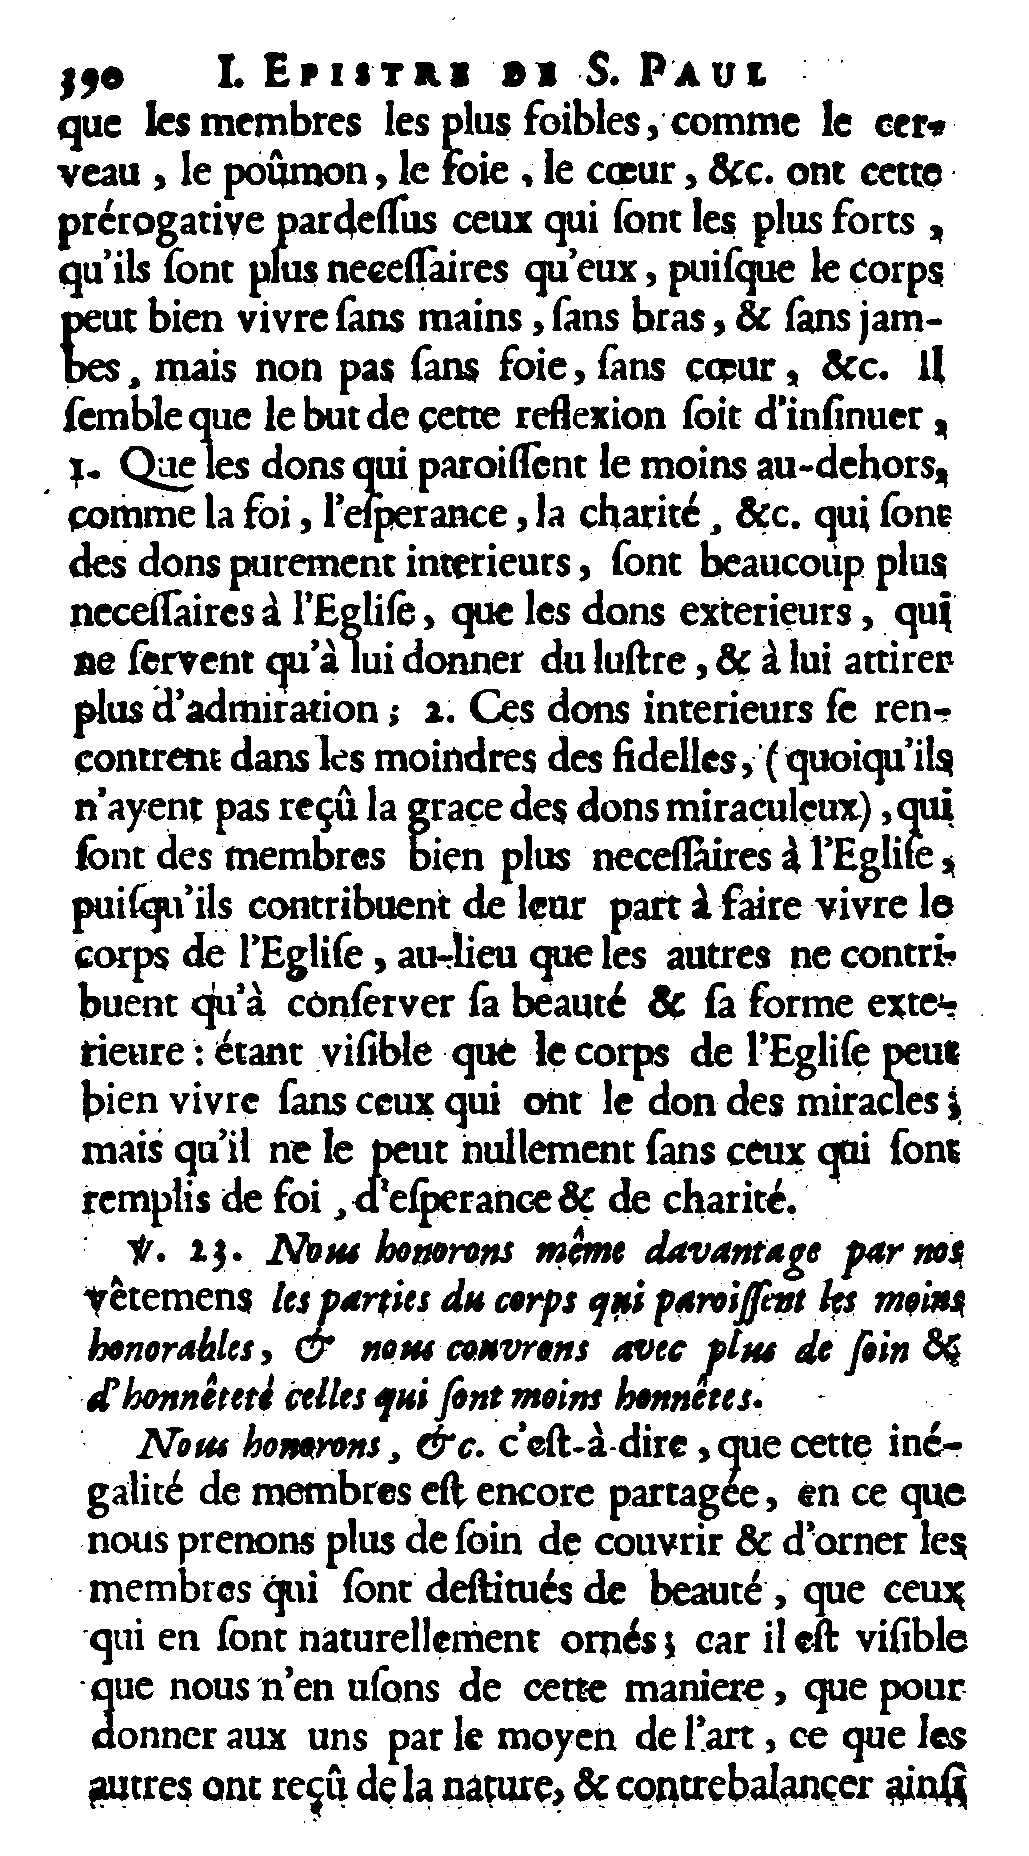 390 I. EPISTRE DE S. PAUL
que les membres les plus foibles, comme le cer-
veau, le poûmon, le foie, le cœur, &c. ont cette
prérogative pardeſſus ceux qui ſont les plus forts,
qu'ils ſont plus neceſſaires qu'eux, puiſque le corps
peut bien vivre ſans mains, ſans bras, & ſans jam-
bes, mais non pas ſans foie, ſans cœur, &c. Il
ſemble que le but de cette reflexion ſoit d'inſinuer,
1. Que les dons qui paroiſſent le moins au-dehors,
comme la foi, l'eſperance, la charité, &c. qui ſont
des dons purement interieurs, ſont beaucoup plus
neceſſaires à l'Egliſe, que les dons exterieurs, qui
ne ſervent qu'à lui donner du luſtre, & à lui attirer
plus d'admiration; 2. Ces dons interieurs ſe ren-
contrent dans les moindres des fidelles, (quoiqu'ils
n'ayent pas reçû la grace des dons miraculeux), qui
ſont des membres bien plus neceſſaires à l'Egliſe,
puiſqu'ils contribuent de leur part à faire vivre le
corps de l'Egliſe, au-lieu que les autres ne contri-
buent qu'à conſerver ſa beauté & ſa forme exte-
rieure: étant viſible que le corps de l'Egliſe peut
bien vivre ſans ceux qui ont le don des miracles;
mais qu'il ne le peut nullement ſans ceux qui ſont
remplis de foi, d'eſperance & de charité.
℣. 23. Nous honorons même davantage par nos
vêtemens les parties du corps qui paroiſſent les moins
honorables, & nous couvrons avec plus de ſoin &
d'honnêteté celles qui ſont moins honnêtes.
Nous honorons, &c. c'eſt-à-dire, que cette iné-
galité de membres eſt encore partagée, en ce que
nous prenons plus de ſoin de couvrir & d'orner les
membres qui ſont deſtitués de beauté, que ceux
qui en ſont naturellement ornés; car il eſt viſible
que nous n'en uſons de cette maniere, que pour
donner aux uns par le moyen de l'art, ce que les
autres ont reçû de la nature, & contrebalancer ainſi